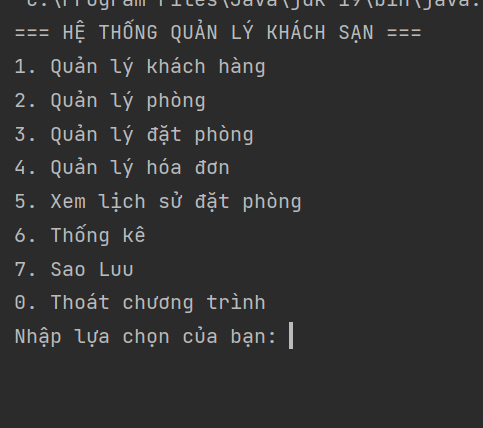 C:\Program Files\Java\jdk-19\bin\java.
=== HỆ THỐNG QUẢN LÝ KHÁCH SẠN ===
1. Quản lý khách hàng
2. Quản lý phòng
3. Quản lý đặt phòng
4. Quản lý hóa đơn
5. Xem lịch sử đặt phòng
6. Thống kê
7. Sao Luu
0. Thoát chương trình
Nhập lựa chọn của bạn: